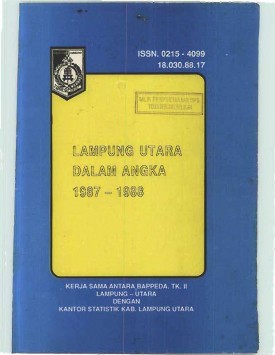 ISSN. 0215 - 4099
18.030.88.17
LAMPUNG UTARA
DALAM ANGKA
1987 - 1988
KERJA SAMA ANTARA BAPPEDA, TK. II
LAMPUNG - UTARA
DENGAN
KANTOR STATISTIK KAB. LAMPUNG UTARA